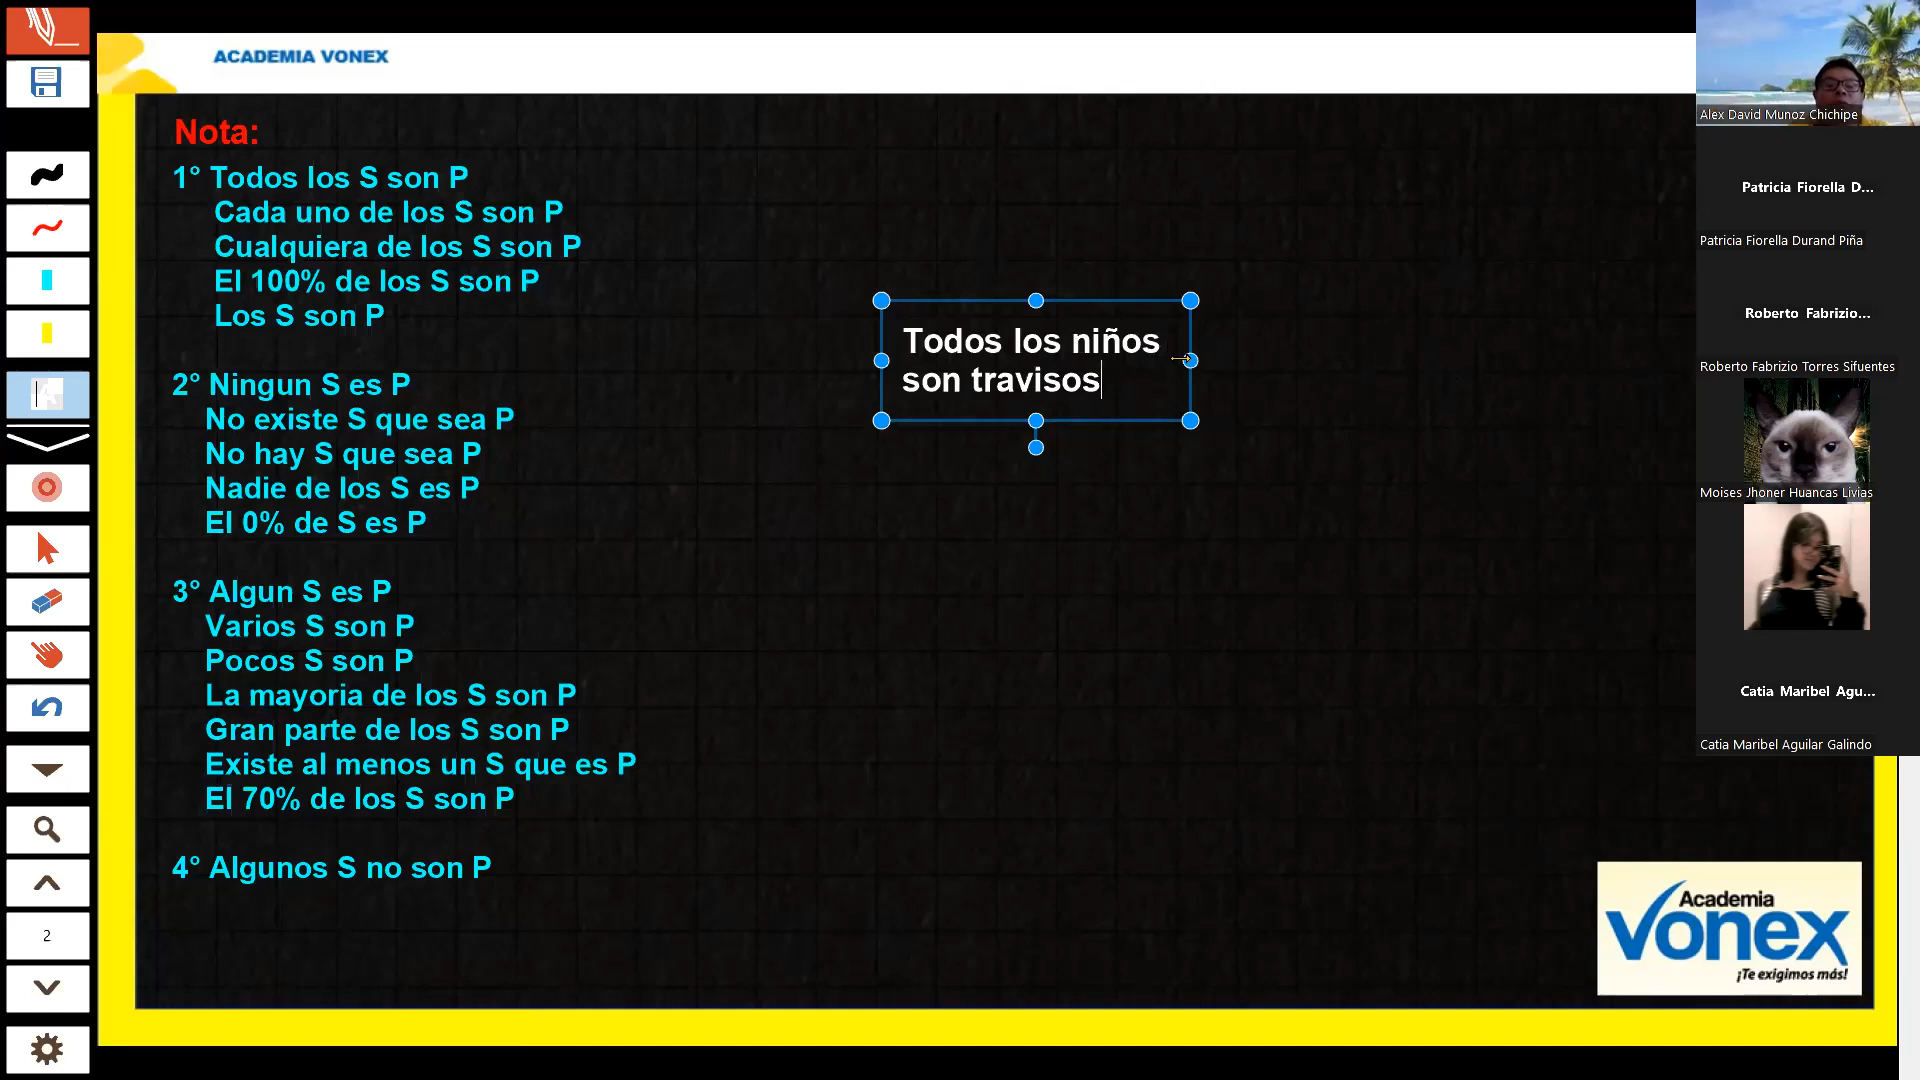 ACADEMIA VONEX
Nota:
1° Todos los S son P
Cada uno de los S son P
Cualquiera de los S son P
El 100% de los S son P
Los S son P
2° Ningun S es P
No existe S que sea P
No hay S que sea P
Nadie de los S es P
El 0% de S es P
3° Algun S es P
Varios S son P
Pocos S son P
La mayoria de los S son P
Gran parte de los S son P
Existe al menos un S que es P
El 70% de los S son P
4° Algunos S no son P
Todos los niños
son travisos
Alex David Munoz Chichipe
Patricia Fiorella D...
Patricia Fiorella Durand Piña
Roberto Fabrizio...
Roberto Fabrizio Torres Sifuentes
Moises Jhoner Huancas Livias
Catia Maribel Agu...
Catia Maribel Aguilar Galindo
Academia
vonex
¡Te exigimos más!
2